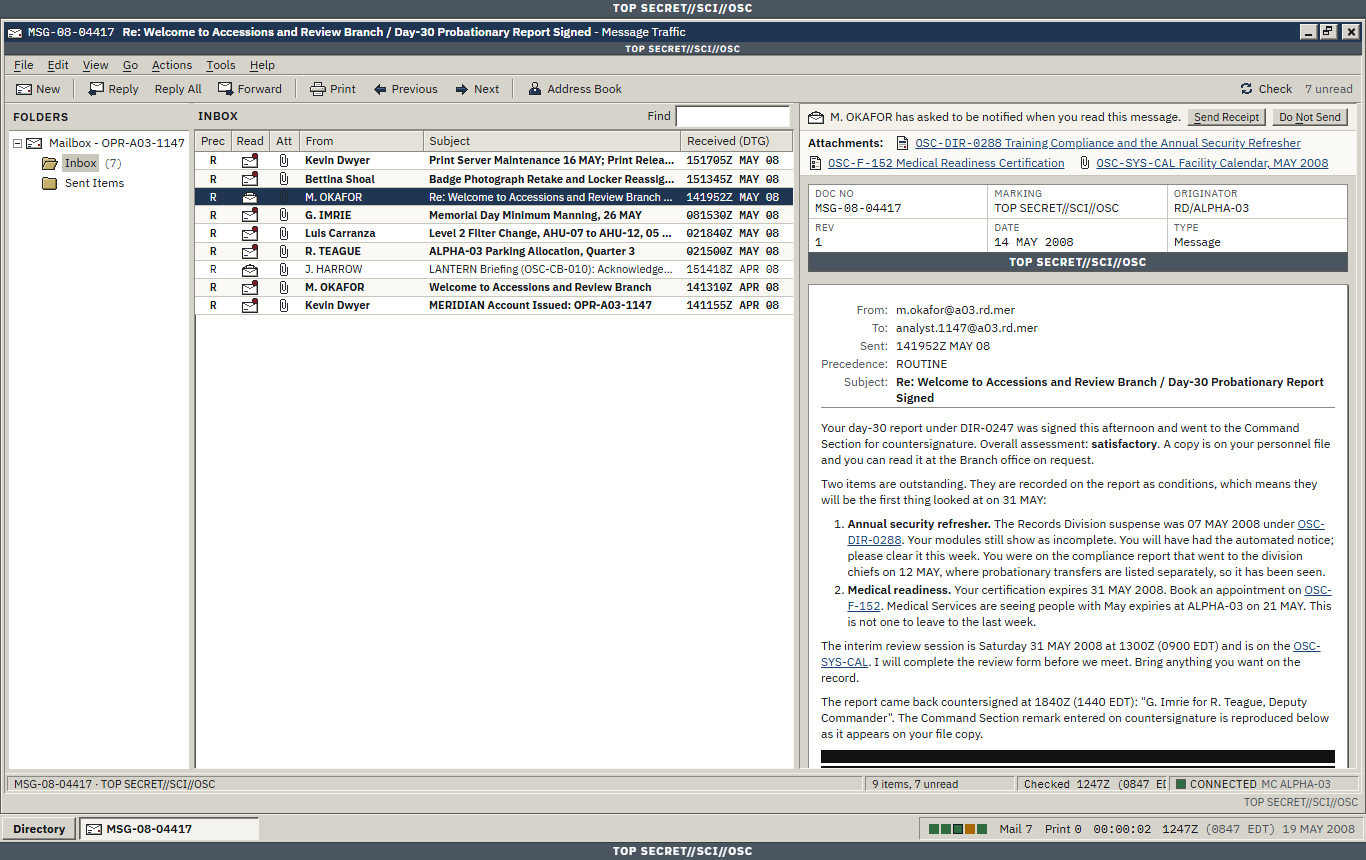 TOP SECRET//SCI//OSC
MSG-08-04417 Re: Welcome to Accessions and Review Branch / Day-30 Probationary Report Signed - Message Traffic
TOP SECRET//SCI//OSC
File Edit View Go Actions Tools Help
New Reply Reply All Forward Print Previous Next Address Book Check 7 unread
FOLDERS
Mailbox - OPR-A03-1147
Inbox (7)
Sent Items
INBOX Find
Prec Read Att From Subject Received (DTG)
R Kevin Dwyer Print Server Maintenance 16 MAY; Print Relea... 151705Z MAY 08
R Bettina Shoal Badge Photograph Retake and Locker Reassig... 151345Z MAY 08
R M. OKAFOR Re: Welcome to Accessions and Review Branch ... 141952Z MAY 08
R G. IMRIE Memorial Day Minimum Manning, 26 MAY 081530Z MAY 08
R Luis Carranza Level 2 Filter Change, AHU-07 to AHU-12, 05 ... 021840Z MAY 08
R R. TEAGUE ALPHA-03 Parking Allocation, Quarter 3 021500Z MAY 08
R J. HARROW LANTERN Briefing (OSC-CB-010): Acknowledge... 151418Z APR 08
R M. OKAFOR Welcome to Accessions and Review Branch 141310Z APR 08
R Kevin Dwyer MERIDIAN Account Issued: OPR-A03-1147 141155Z APR 08
M. OKAFOR has asked to be notified when you read this message. Send Receipt Do Not Send
Attachments: OSC-DIR-0288 Training Compliance and the Annual Security Refresher
OSC-F-152 Medical Readiness Certification OSC-SYS-CAL Facility Calendar, MAY 2008
DOC NO MARKING ORIGINATOR
MSG-08-04417 TOP SECRET//SCI//OSC RD/ALPHA-03
REV DATE TYPE
1 14 MAY 2008 Message
TOP SECRET//SCI//OSC
From: m.okafor@a03.rd.mer
To: analyst.1147@a03.rd.mer
Sent: 141952Z MAY 08
Precedence: ROUTINE
Subject: Re: Welcome to Accessions and Review Branch / Day-30 Probationary Report
Signed
Your day-30 report under DIR-0247 was signed this afternoon and went to the Command
Section for countersignature. Overall assessment: satisfactory. A copy is on your personnel file
and you can read it at the Branch office on request.
Two items are outstanding. They are recorded on the report as conditions, which means they
will be the first thing looked at on 31 MAY:
1. Annual security refresher. The Records Division suspense was 07 MAY 2008 under OSC-
DIR-0288. Your modules still show as incomplete. You will have had the automated notice;
please clear it this week. You were on the compliance report that went to the division
chiefs on 12 MAY, where probationary transfers are listed separately, so it has been seen.
2. Medical readiness. Your certification expires 31 MAY 2008. Book an appointment on OSC-
F-152. Medical Services are seeing people with May expiries at ALPHA-03 on 21 MAY. This
is not one to leave to the last week.
The interim review session is Saturday 31 MAY 2008 at 1300Z (0900 EDT) and is on the OSC-
SYS-CAL. I will complete the review form before we meet. Bring anything you want on the
record.
The report came back countersigned at 1840Z (1440 EDT): "G. Imrie for R. Teague, Deputy
Commander". The Command Section remark entered on countersignature is reproduced below
as it appears on your file copy.
MSG-08-04417 · TOP SECRET//SCI//OSC 9 items, 7 unread Checked 1247Z (0847 ED CONNECTED MC ALPHA-03
TOP SECRET//SCI//OSC
Directory MSG-08-04417 Mail 7 Print 0 00:00:02 1247Z (0847 EDT) 19 MAY 2008
TOP SECRET//SCI//OSC